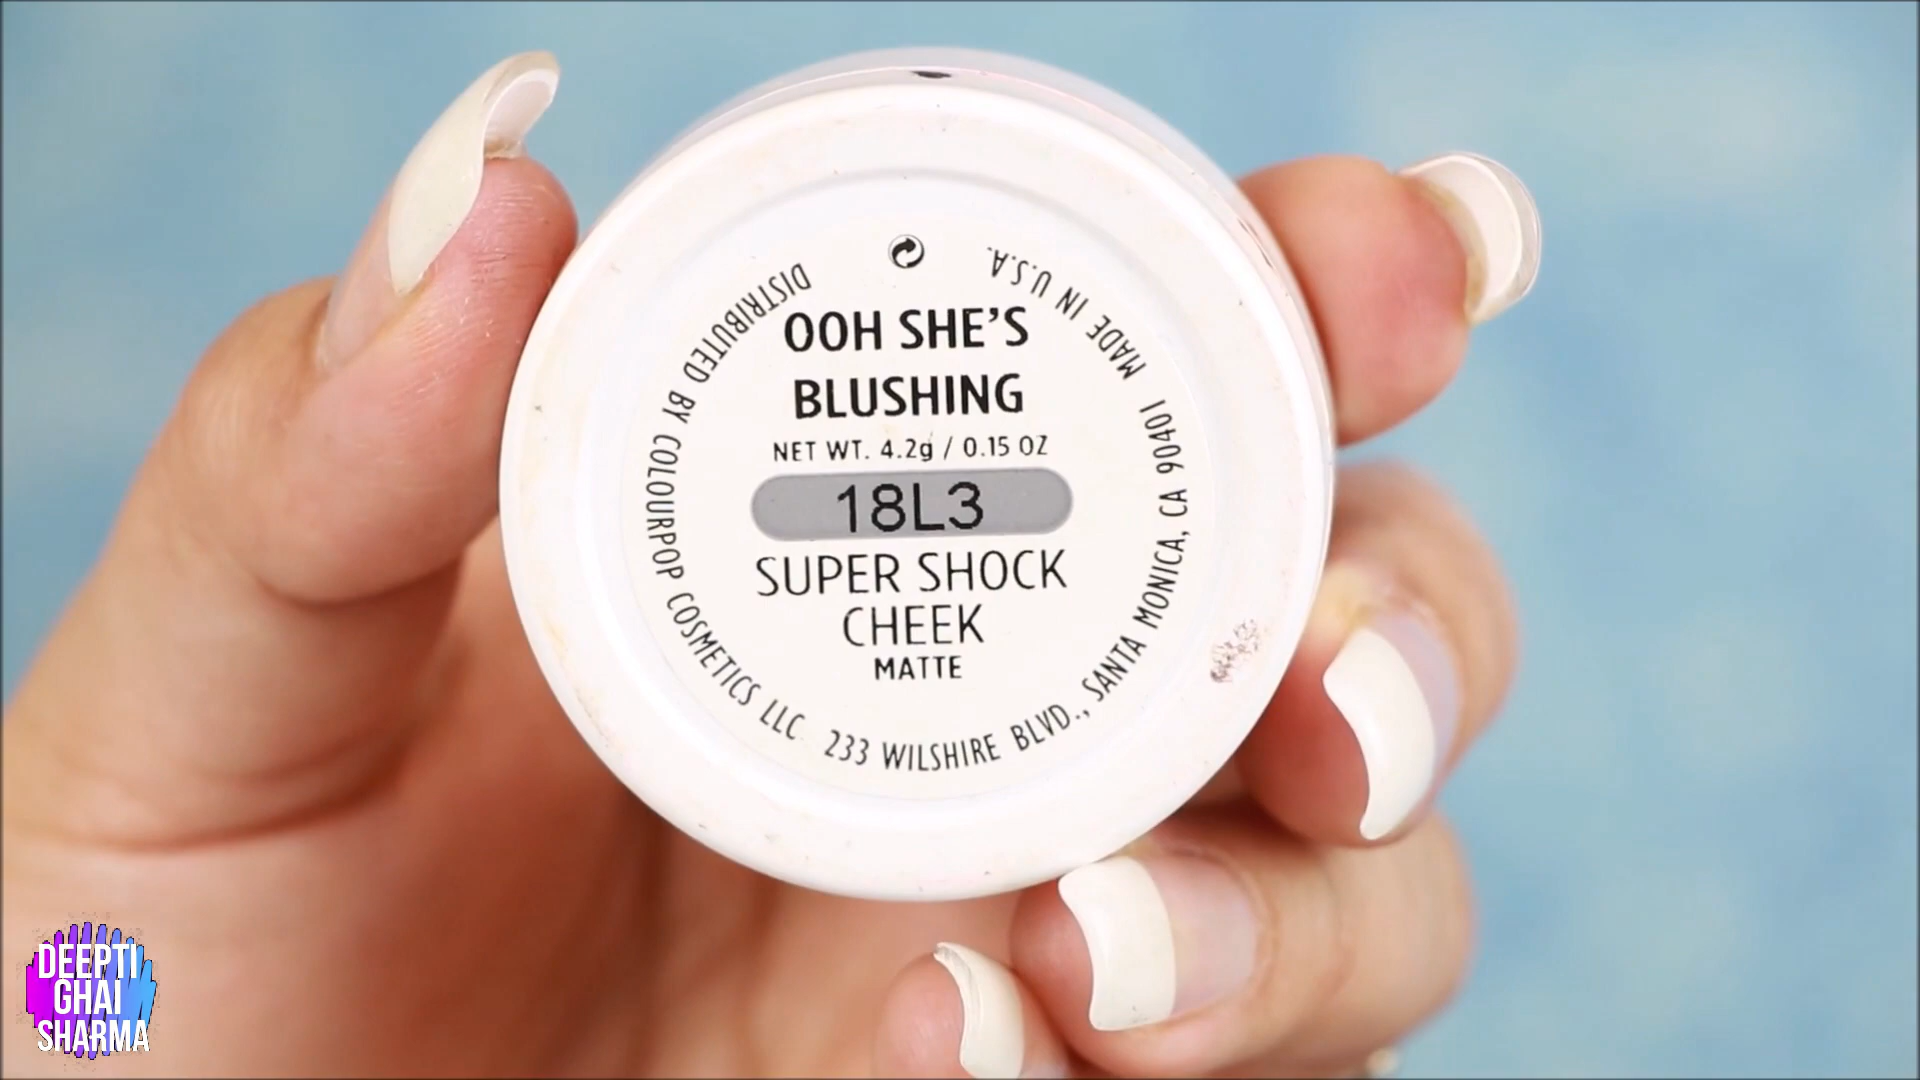 OOH SHE'S
BLUSHING
NET WT. 4.2g / 0.15 OZ
18L3
SUPER SHOCK
CHEEK
MATTE
DISTRIBUTED BY COLOURPOP COSMETICS LLC 233 WILSHIRE BLVD., SANTA MONICA, CA 90401 MADE IN U.S.A.
DEEPTI
GHAI
SHARMA